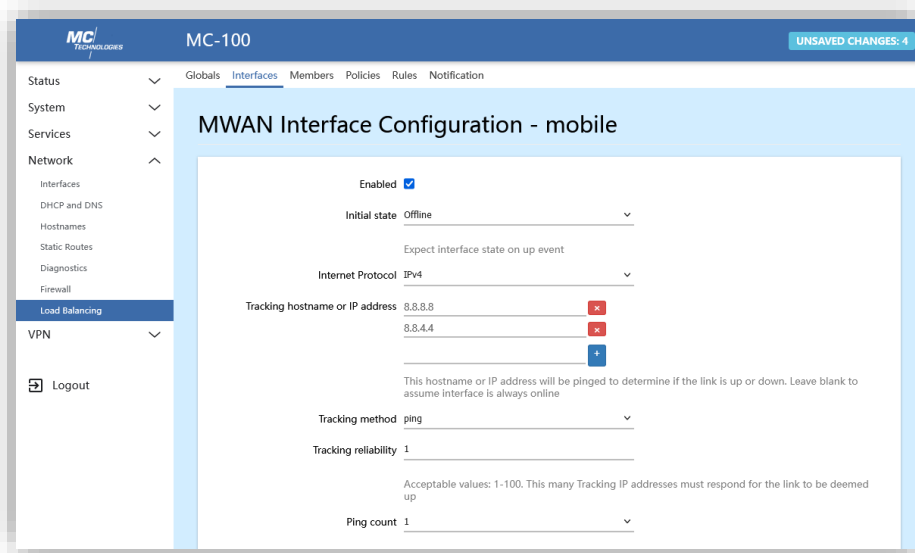 MC
TECHNOLOGIES
MC-100
UNSAVED CHANGES: 4
Status
System
Services
Network
Interfaces
DHCP and DNS
Hostnames
Static Routes
Diagnostics
Firewall
Load Balancing
VPN
Logout
Globals Interfaces Members Policies Rules Notification
MWAN Interface Configuration - mobile
Enabled
Initial state Offline
Expect interface state on up event
Internet Protocol IPv4
Tracking hostname or IP address 8.8.8.8
×
8.8.4.4
×
+
This hostname or IP address will be pinged to determine if the link is up or down. Leave blank to
assume interface is always online
Tracking method ping
Tracking reliability 1
Acceptable values: 1-100. This many Tracking IP addresses must respond for the link to be deemed
up
Ping count 1